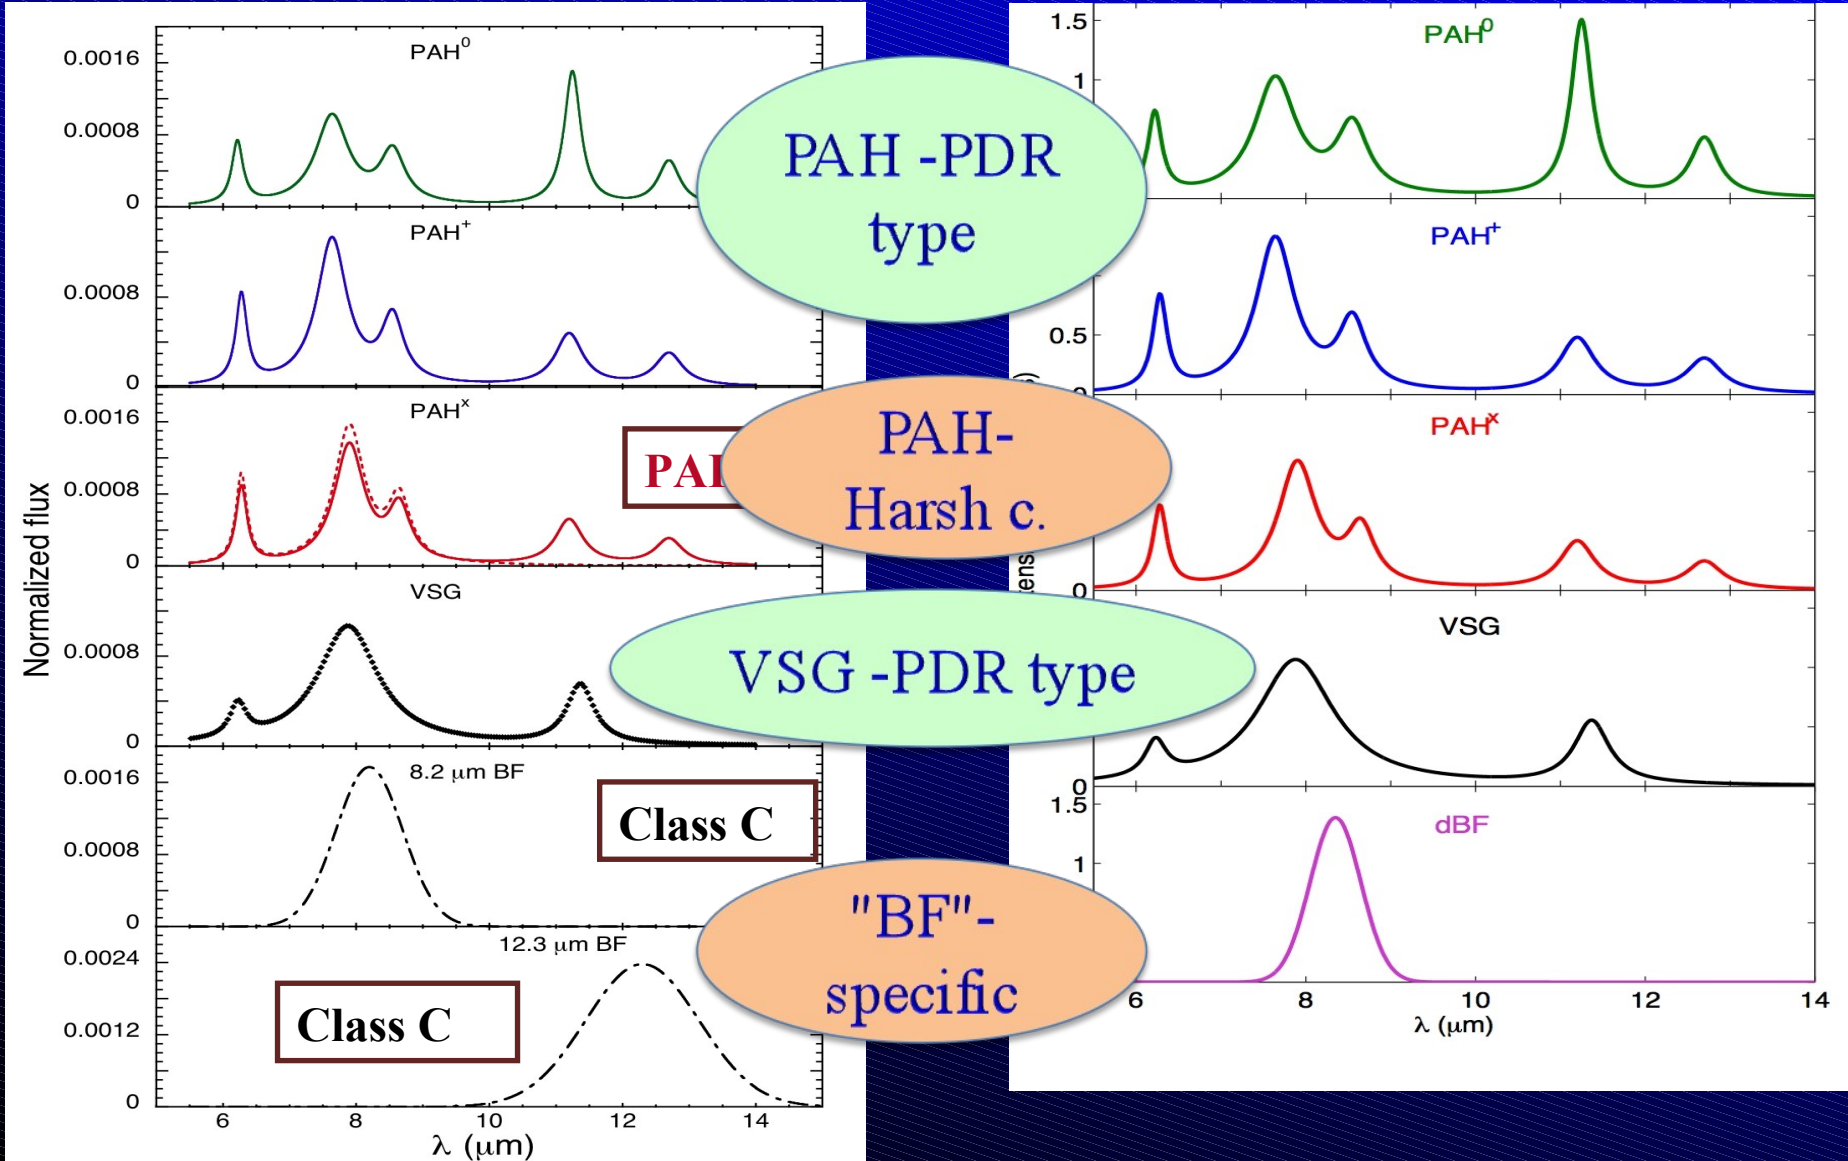 PAH⁰
0.0016
0.0008
0
PAH⁺
0.0008
0
PAHˣ
0.0016
0.0008
0
VSG
0.0008
0
8.2 μm BF
0.0016
0.0008
0
12.3 μm BF
0.0024
0.0012
0
Normalized flux
6 8 10 12 14
λ (μm)
Class C
Class C
PAH -PDR
type
PAH-
Harsh c.
VSG -PDR type
"BF"-
specific
PAH⁰
1.5
1
PAH⁺
0.5
PAHˣ
0
VSG
0
dBF
1.5
1
6 8 10 12 14
λ (μm)